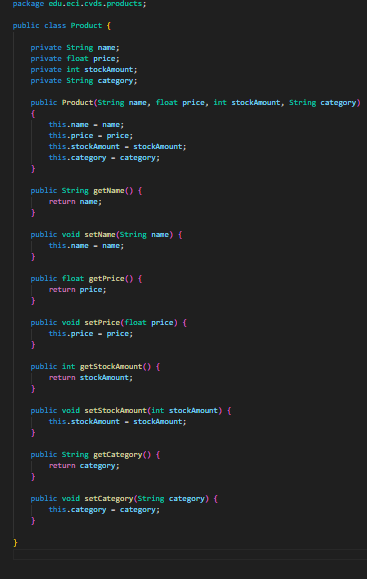 package edu.eci.cvds.products;
public class Product {
private String name;
private float price;
private int stockAmount;
private String category;
public Product(String name, float price, int stockAmount, String category)
{
this.name = name;
this.price = price;
this.stockAmount = stockAmount;
this.category = category;
}
public String getName() {
return name;
}
public void setName(String name) {
this.name = name;
}
public float getPrice() {
return price;
}
public void setPrice(float price) {
this.price = price;
}
public int getStockAmount() {
return stockAmount;
}
public void setStockAmount(int stockAmount) {
this.stockAmount = stockAmount;
}
public String getCategory() {
return category;
}
public void setCategory(String category) {
this.category = category;
}
}